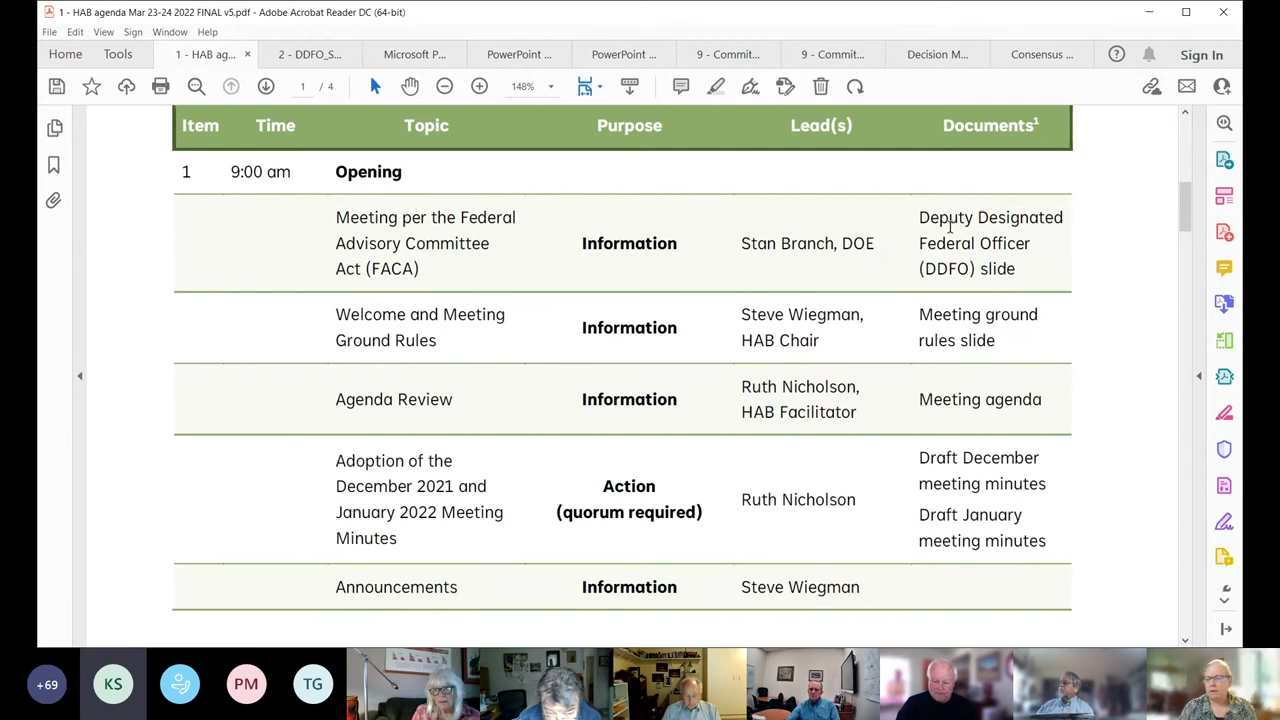 1 - HAB agenda Mar 23-24 2022 FINAL v5.pdf - Adobe Acrobat Reader DC (64-bit)
File Edit View Sign Window Help
Home Tools 1 - HAB ag... × 2 - DDFO_S... Microsoft P... PowerPoint ... PowerPoint ... 9 - Commit... 9 - Commit... Decision M... Consensus ... Sign In
1 / 4 148%
Item Time Topic Purpose Lead(s) Documents1
1 9:00 am Opening
Meeting per the Federal
Advisory Committee
Act (FACA)
Information
Stan Branch, DOE
Deputy Designated
Federal Officer
(DDFO) slide
Welcome and Meeting
Ground Rules
Information
Steve Wiegman,
HAB Chair
Meeting ground
rules slide
Agenda Review
Information
Ruth Nicholson,
HAB Facilitator
Meeting agenda
Adoption of the
December 2021 and
January 2022 Meeting
Minutes
Action
(quorum required)
Ruth Nicholson
Draft December
meeting minutes
Draft January
meeting minutes
Announcements
Information
Steve Wiegman
+69 KS PM TG